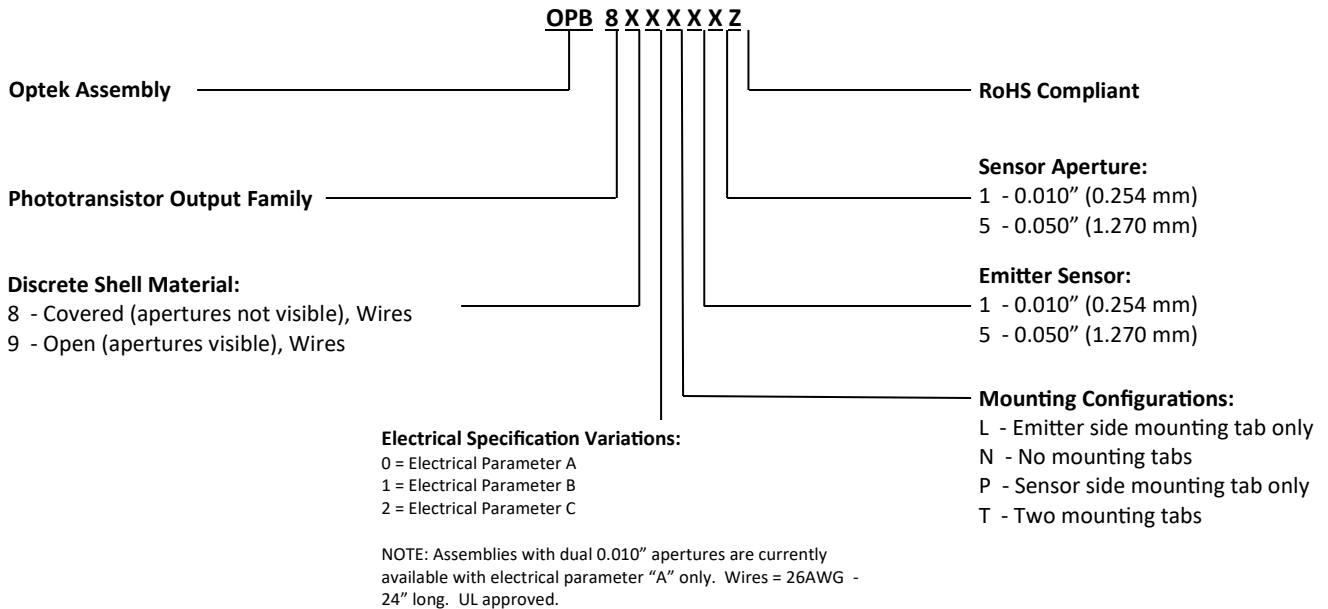 OPB 8 X X X X X Z
Optek Assembly
RoHS Compliant
Phototransistor Output Family
Sensor Aperture:
1 - 0.010” (0.254 mm)
5 - 0.050” (1.270 mm)
Discrete Shell Material:
8 - Covered (apertures not visible), Wires
9 - Open (apertures visible), Wires
Emitter Sensor:
1 - 0.010” (0.254 mm)
5 - 0.050” (1.270 mm)
Mounting Configurations:
L - Emitter side mounting tab only
N - No mounting tabs
P - Sensor side mounting tab only
T - Two mounting tabs
Electrical Specification Variations:
0 = Electrical Parameter A
1 = Electrical Parameter B
2 = Electrical Parameter C
NOTE: Assemblies with dual 0.010” apertures are currently
available with electrical parameter “A” only. Wires = 26AWG -
24” long. UL approved.